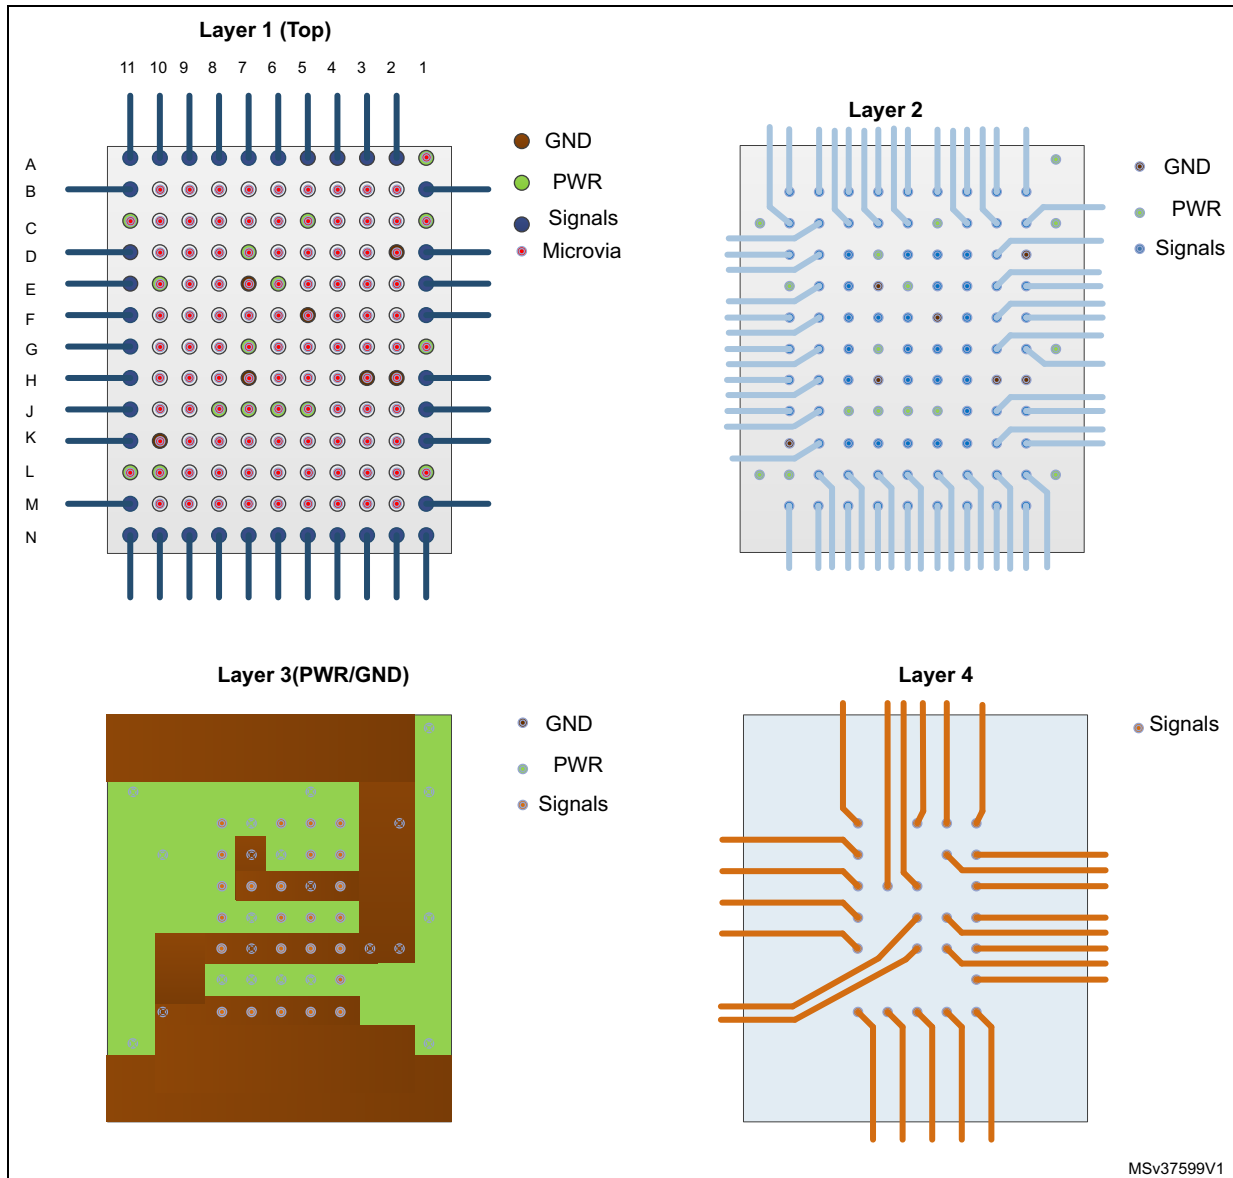 Layer 1 (Top)
11 10 9 8 7 6 5 4 3 2 1
A
B
C
D
E
F
G
H
J
K
L
M
N
GND
PWR
Signals
Microvia
Layer 2
GND
PWR
Signals
Layer 3(PWR/GND)
GND
PWR
Signals
Layer 4
Signals
MSv37599V1